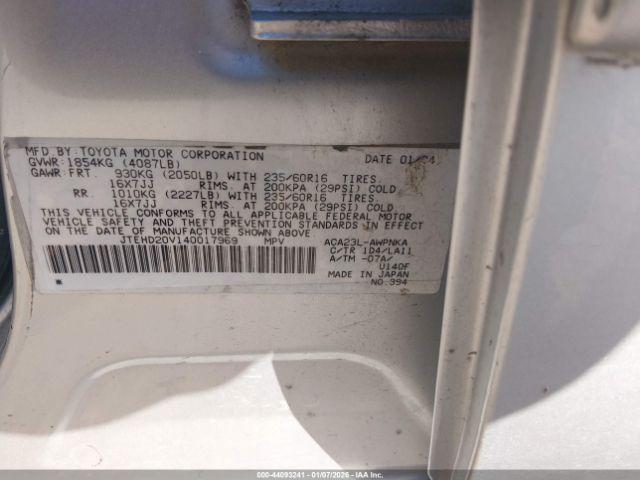 MFD BY: TOYOTA MOTOR CORPORATION DATE 01/04
GVWR: 1854KG (4087LB)
GAWR: FRT. 930KG (2050LB) WITH 235/60R16 TIRES,
16X7JJ RIMS, AT 200KPA (29PSI) COLD
RR. 1010KG (2227LB) WITH 235/60R16 TIRES,
16X7JJ RIMS, AT 200KPA (29PSI) COLD
THIS VEHICLE CONFORMS TO ALL APPLICABLE FEDERAL MOTOR
VEHICLE SAFETY AND THEFT PREVENTION STANDARDS IN EFFECT
ON THE DATE OF MANUFACTURE SHOWN ABOVE.
JTEHD20V140017969 MPV ACA23L-AWPNKA
C/TR 1D4/LA11
A/TM -07A/
U140F
MADE IN JAPAN
NO.394
000-44093241 | 01/07/2026 - IAA Inc.